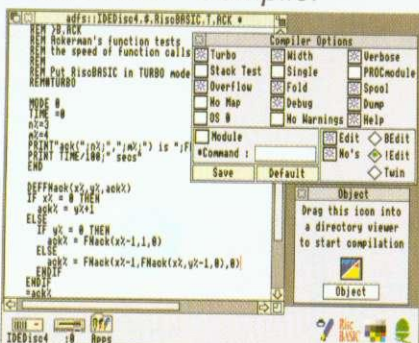 adfs::IDEDisc4.$.RiscBASIC.T.ACK *
REM >B.ACK
REM Ackerman's function tests
REM the speed of function calls
REM
REM Put RiscBASIC in TURBO mode
REM@TURBO
MODE 0
TIME =0
n%=3
m%=4
PRINT"ack(";n%;",";m%;") is ";F
PRINT TIME/100;" secs"
END
DEFFNack(x%,y%,ack%)
IF x% = 0 THEN
ack%= y%+1
ELSE
IF y% = 0 THEN
ack% = FNack(x%-1,1,0)
ELSE
ack% = FNack(x%-1,FNack(x%,y%-1,0),0)
ENDIF
ENDIF
=ack%
Compiler Options
Turbo
Width
Verbose
Stack Test
Single
PROCmodule
Overflow
Fold
Spool
No Map
Debug
Dump
OS 0
No Warnings
Help
Module
Edit
BEdit
*Command :
No's
!Edit
Twin
Save
Default
Object
Drag this icon into
a directory viewer
to start compilation
Object
IDEDisc4
:0
Apps
Risc
BASIC